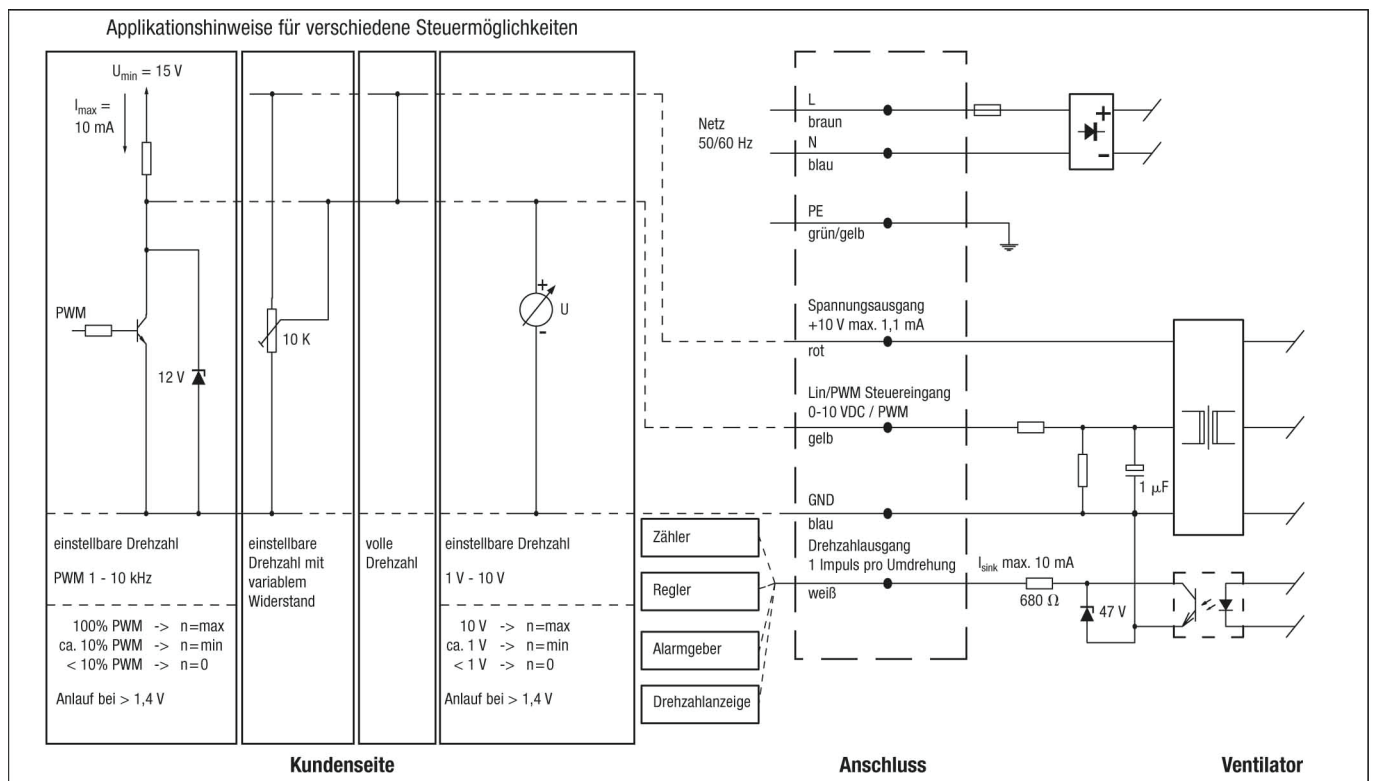 Applikationshinweise für verschiedene Steuermöglichkeiten
Umin = 15 V
Imax =
10 mA
PWM
12 V
einstellbare Drehzahl
PWM 1 - 10 kHz
100% PWM -> n=max
ca. 10% PWM -> n=min
< 10% PWM -> n=0
Anlauf bei > 1,4 V
10 K
einstellbare
Drehzahl mit
variablem
Widerstand
volle
Drehzahl
+
U
-
einstellbare Drehzahl
1 V - 10 V
10 V -> n=max
ca. 1 V -> n=min
< 1 V -> n=0
Anlauf bei > 1,4 V
Zähler
Regler
Alarmgeber
Drehzahlanzeige
Netz
50/60 Hz
L
braun
N
blau
PE
grün/gelb
Spannungsausgang
+10 V max. 1,1 mA
rot
Lin/PWM Steuereingang
0-10 VDC / PWM
gelb
GND
blau
Drehzahlausgang
1 Impuls pro Umdrehung
weiß
+
-
1 µF
Isink max. 10 mA
680 Ω
47 V
Kundenseite
Anschluss
Ventilator